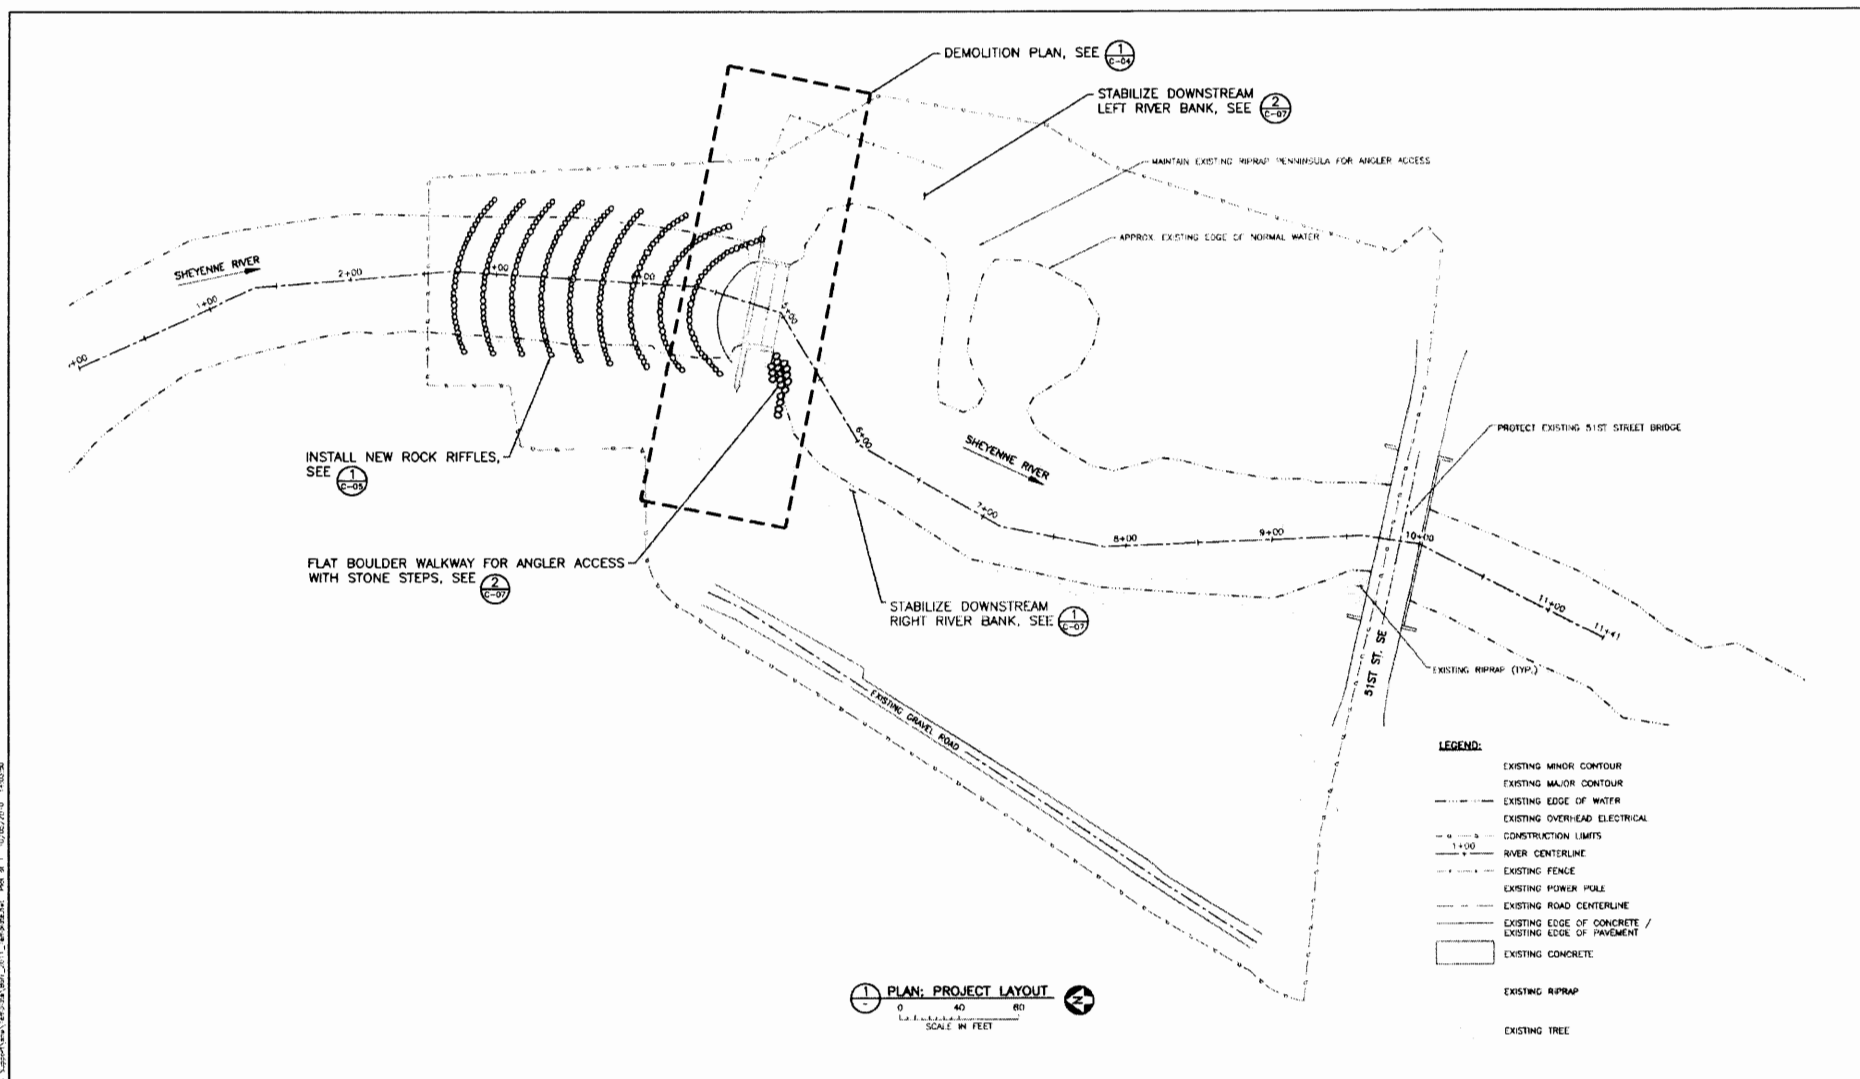 DEMOLITION PLAN, SEE 1
C-04
STABILIZE DOWNSTREAM
LEFT RIVER BANK, SEE 2
C-07
MAINTAIN EXISTING RIPRAP PENNINSULA FOR ANGLER ACCESS
APPROX. EXISTING EDGE OF NORMAL WATER
SHEYENNE RIVER
1+00
2+00
5+00
6+00
SHEYENNE RIVER
7+00
8+00
9+00
10+00
11+00
11+41
PROTECT EXISTING 51ST STREET BRIDGE
INSTALL NEW ROCK RIFFLES,
SEE 1
C-05
FLAT BOULDER WALKWAY FOR ANGLER ACCESS
WITH STONE STEPS, SEE 2
C-07
STABILIZE DOWNSTREAM
RIGHT RIVER BANK, SEE 1
C-07
51ST ST. SE
EXISTING RIPRAP (TYP.)
EXISTING GRAVEL ROAD
LEGEND:
EXISTING MINOR CONTOUR
EXISTING MAJOR CONTOUR
EXISTING EDGE OF WATER
EXISTING OVERHEAD ELECTRICAL
CONSTRUCTION LIMITS
1+00
RIVER CENTERLINE
EXISTING FENCE
EXISTING POWER POLE
EXISTING ROAD CENTERLINE
EXISTING EDGE OF CONCRETE /
EXISTING EDGE OF PAVEMENT
EXISTING CONCRETE
EXISTING RIPRAP
EXISTING TREE
1 PLAN: PROJECT LAYOUT
N
0 40 80
SCALE IN FEET